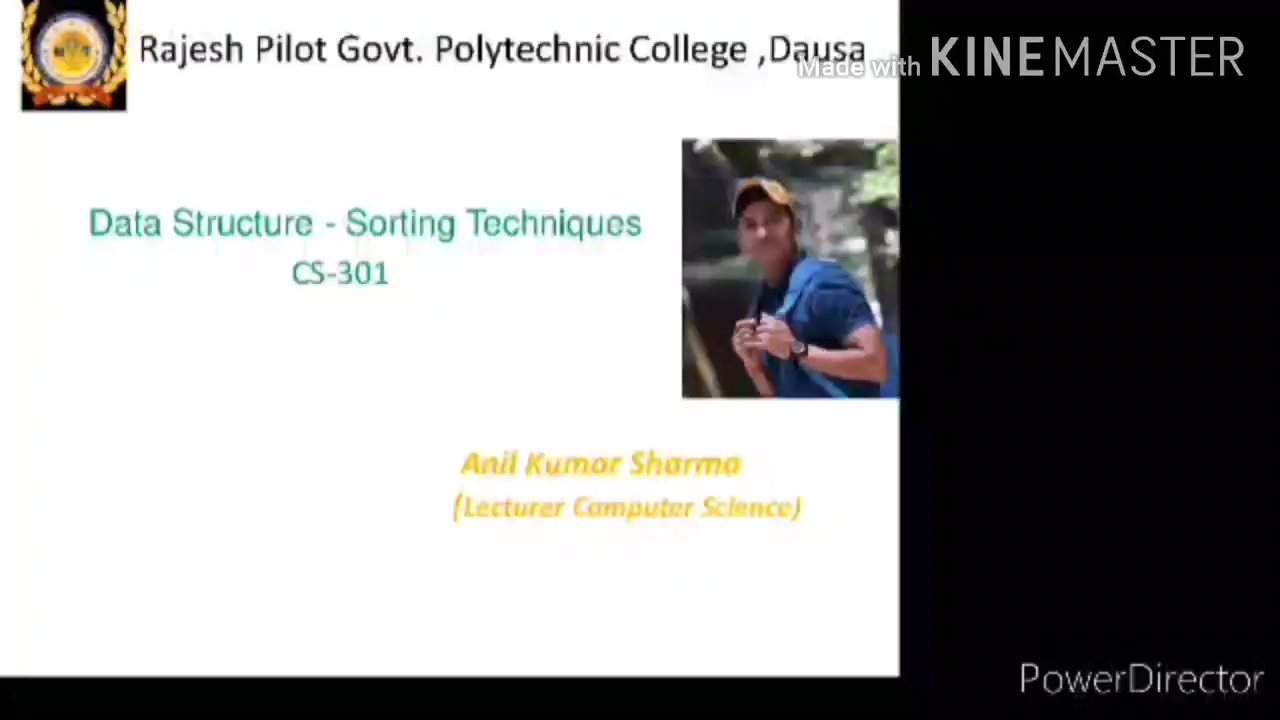 Rajesh Pilot Govt. Polytechnic College ,Dausa
Made with KINEMASTER
Data Structure - Sorting Techniques
CS-301
Anil Kumar Sharma
(Lecturer Computer Science)
PowerDirector